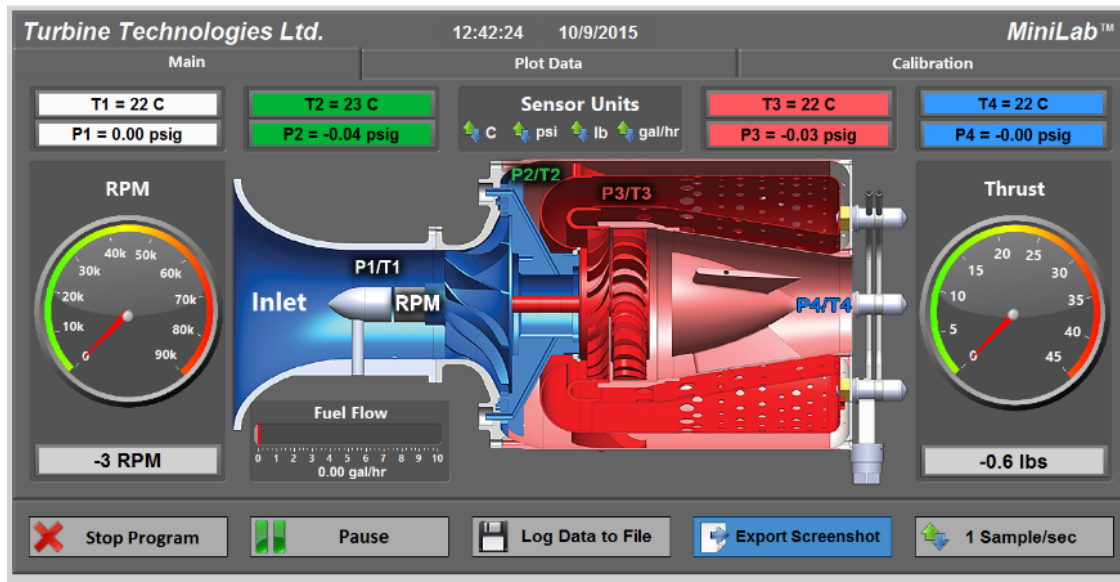 Turbine Technologies Ltd.
12:42:24 10/9/2015
MiniLab™
Main
Plot Data
Calibration
T1 = 22 C
P1 = 0.00 psig
T2 = 23 C
P2 = -0.04 psig
Sensor Units
C psi lb gal/hr
T3 = 22 C
P3 = -0.03 psig
T4 = 22 C
P4 = -0.00 psig
RPM
0 10k 20k 30k 40k 50k 60k 70k 80k 90k
-3 RPM
P2/T2
P3/T3
P1/T1
Inlet
RPM
P4/T4
Fuel Flow
0 1 2 3 4 5 6 7 8 9 10
0.00 gal/hr
Thrust
0 5 10 15 20 25 30 35 40 45
-0.6 lbs
Stop Program
Pause
Log Data to File
Export Screenshot
1 Sample/sec